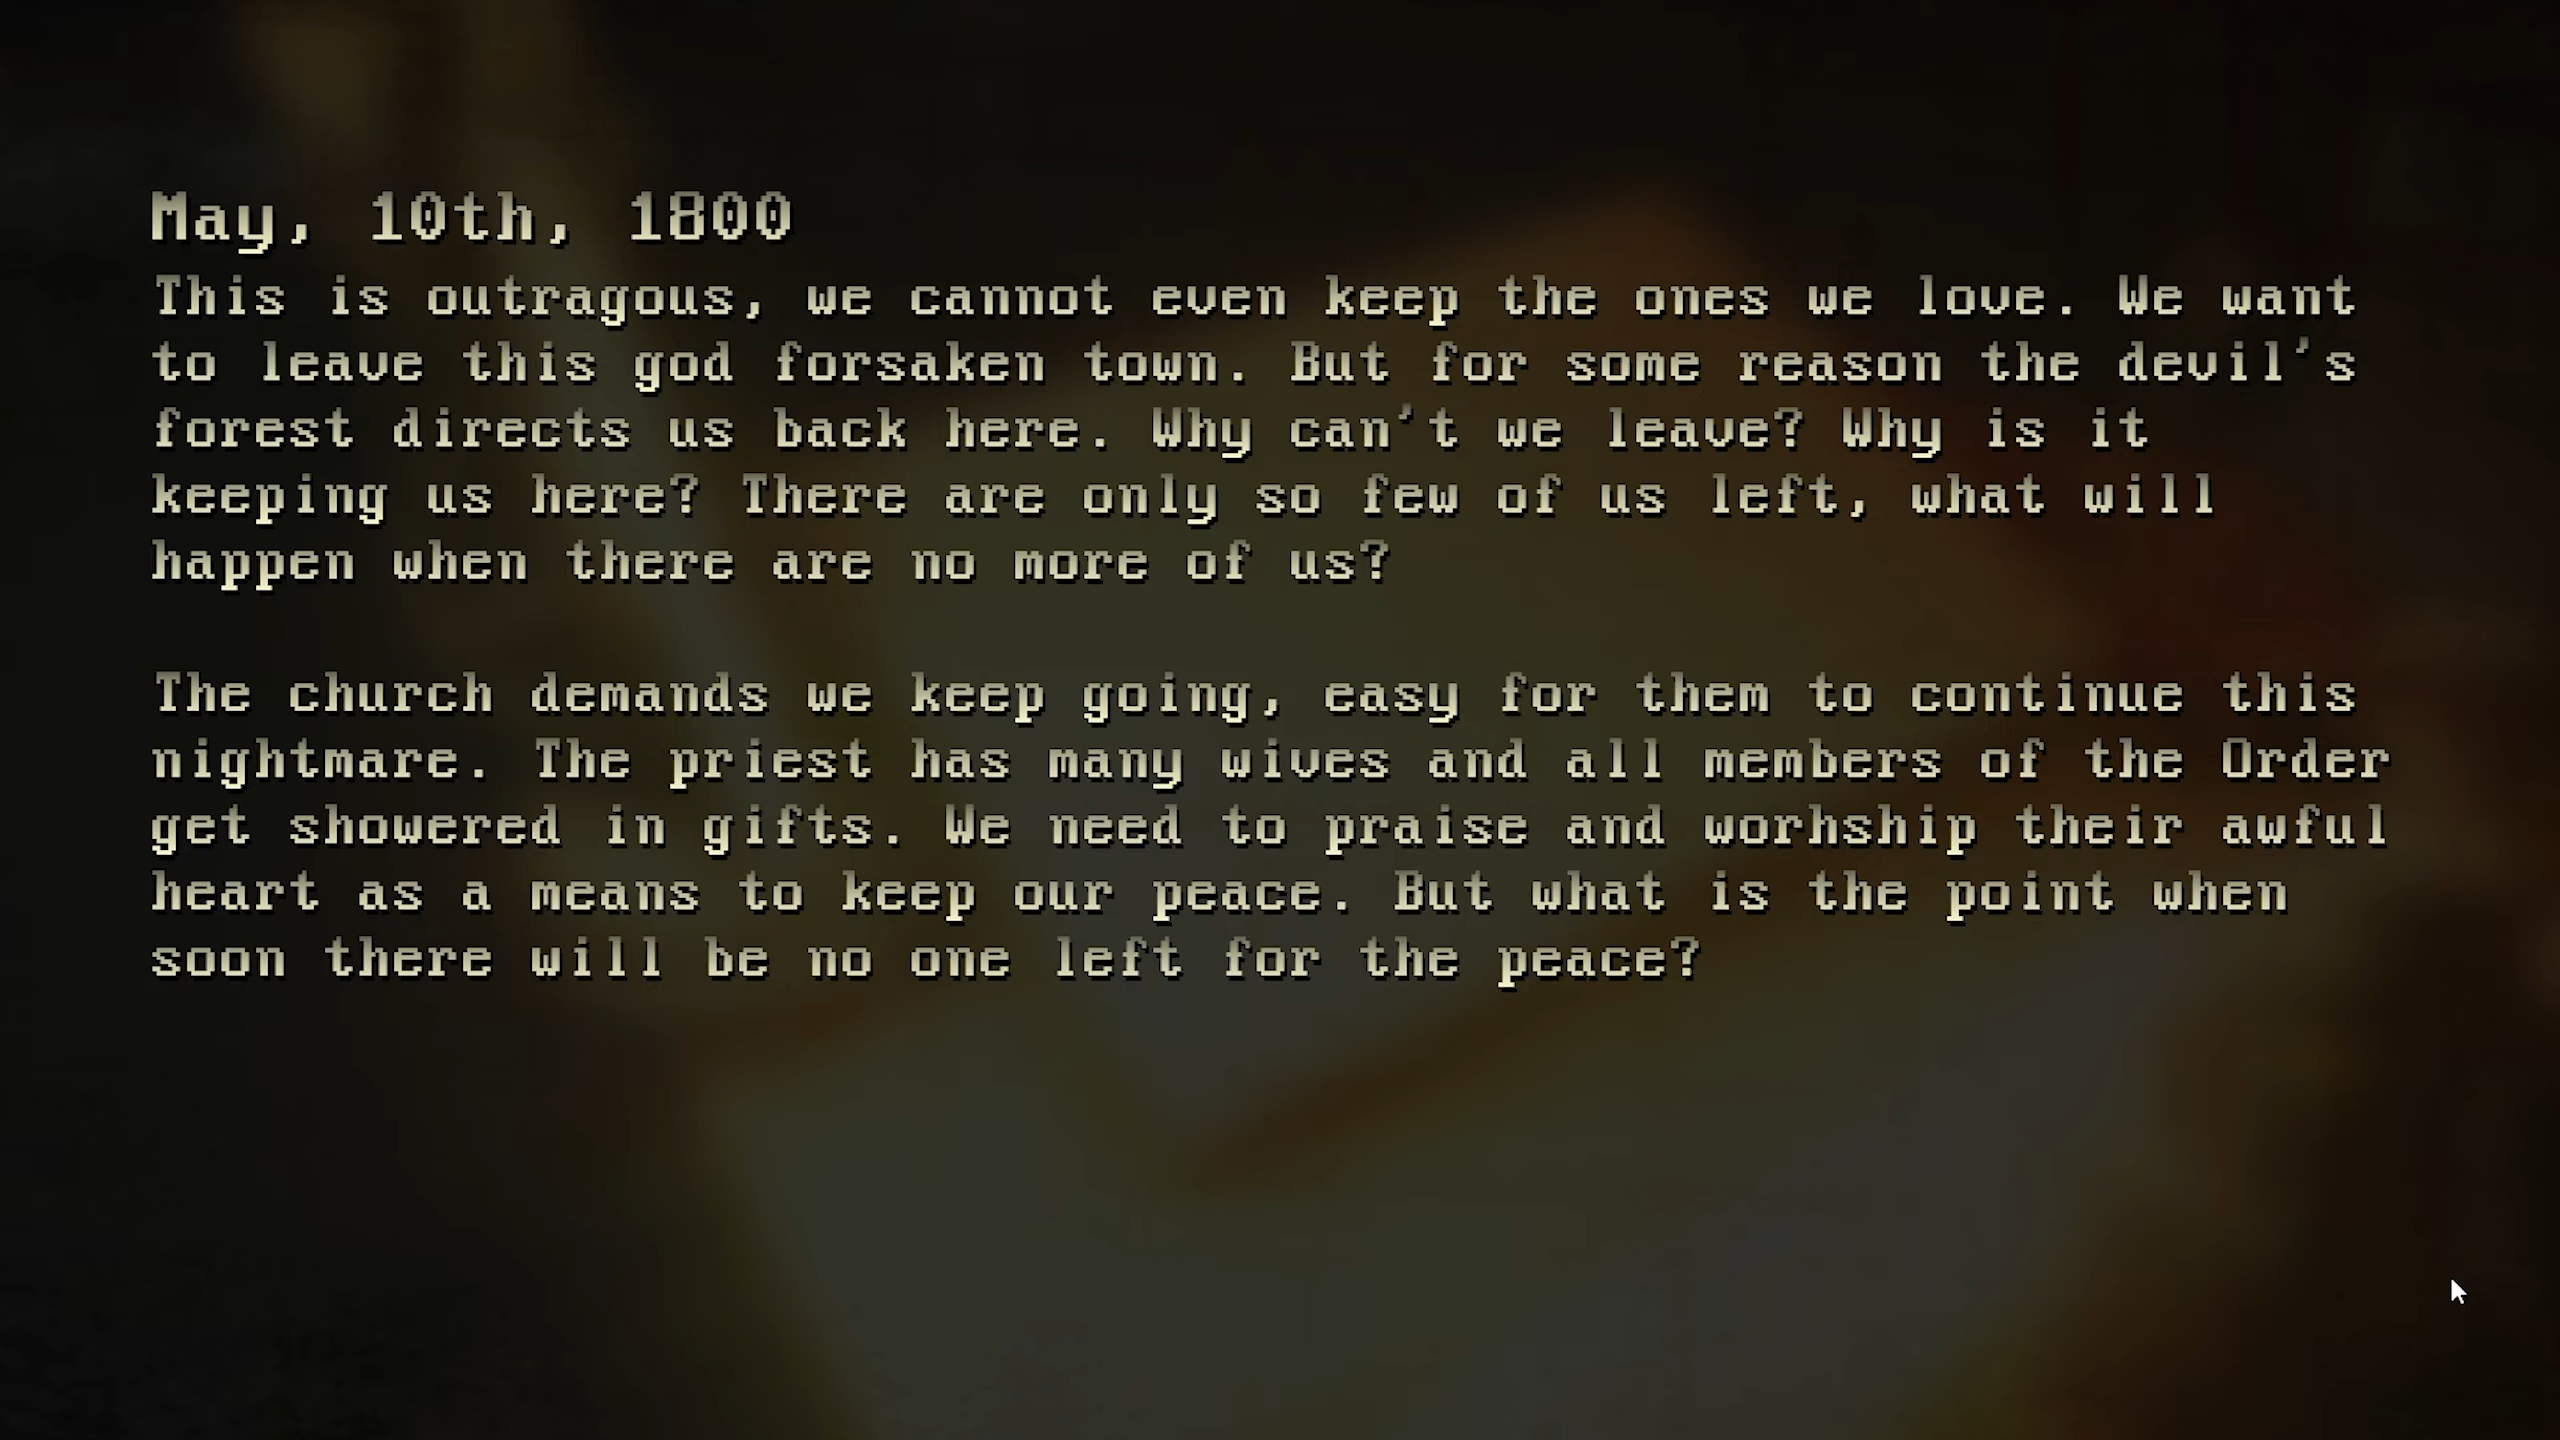 May, 10th, 1800
This is outragous, we cannot even keep the ones we love. We want
to leave this god forsaken town. But for some reason the devil's
forest directs us back here. Why can't we leave? Why is it
keeping us here? There are only so few of us left, what will
happen when there are no more of us?
The church demands we keep going, easy for them to continue this
nightmare. The priest has many wives and all members of the Order
get showered in gifts. We need to praise and worhship their awful
heart as a means to keep our peace. But what is the point when
soon there will be no one left for the peace?